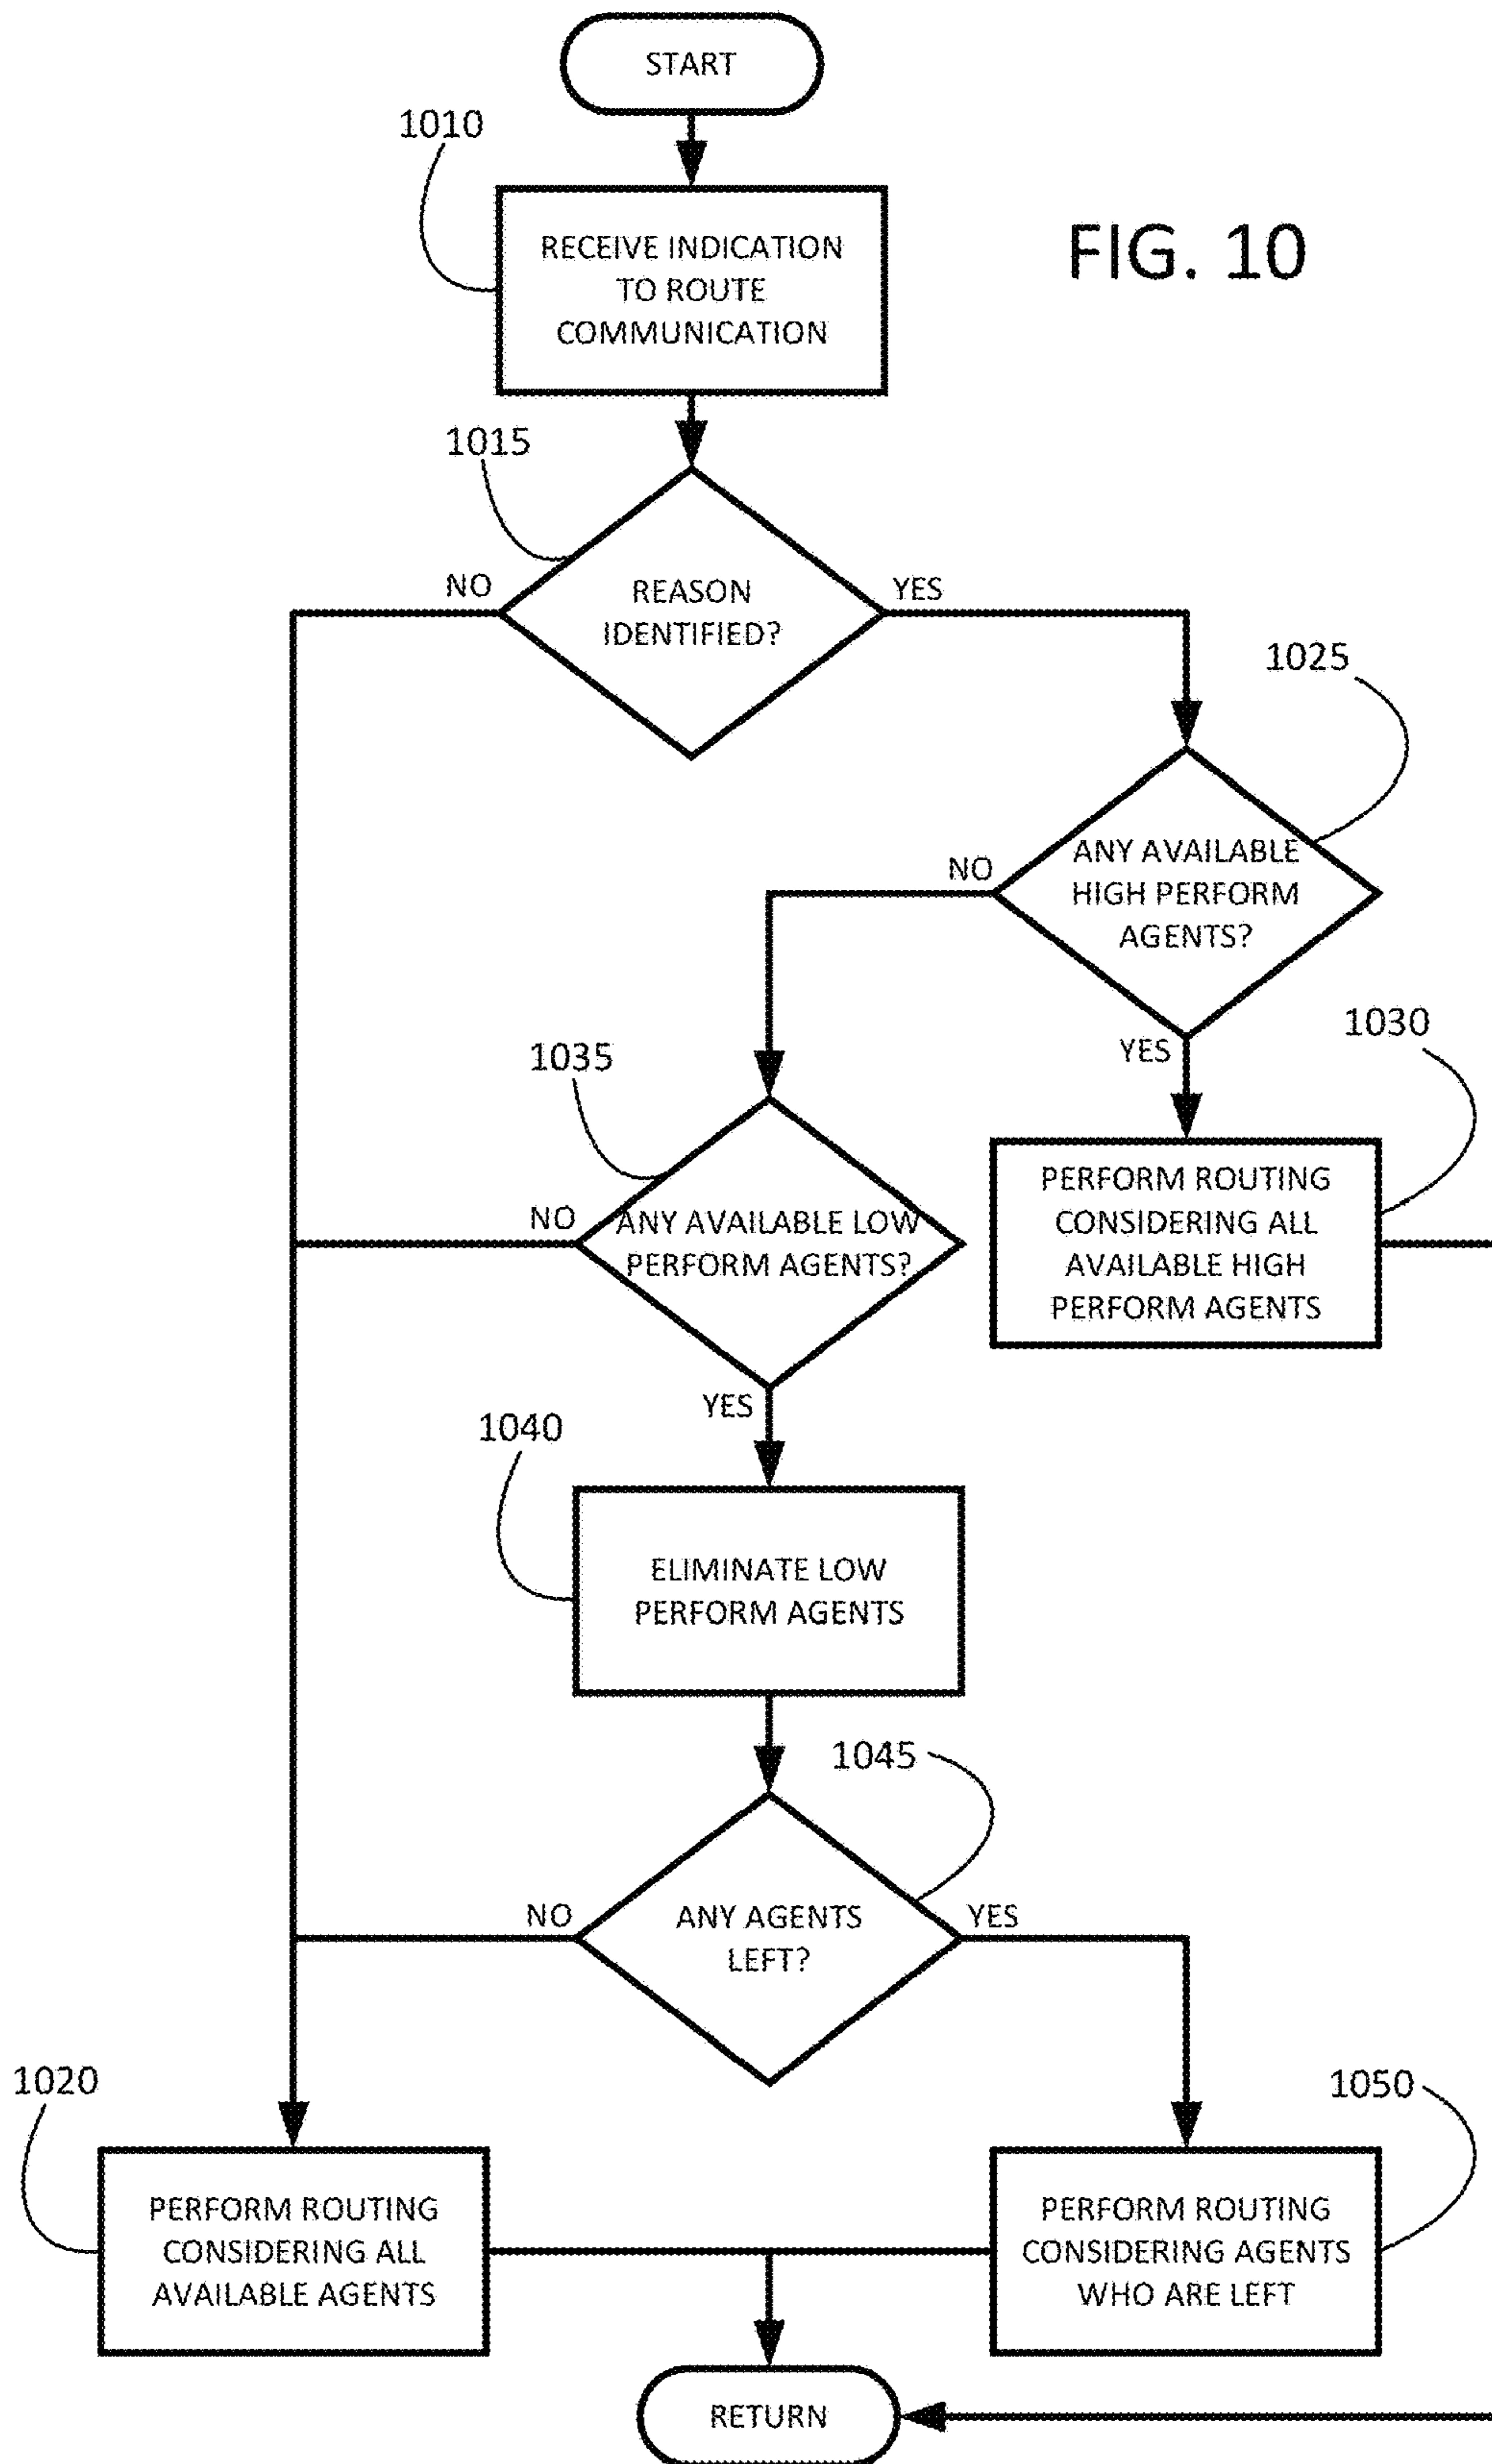 START
1010
RECEIVE INDICATION
TO ROUTE
COMMUNICATION
FIG. 10
1015
NO
REASON
IDENTIFIED?
YES
1025
NO
ANY AVAILABLE
HIGH PERFORM
AGENTS?
YES
1030
1035
NO
ANY AVAILABLE LOW
PERFORM AGENTS?
PERFORM ROUTING
CONSIDERING ALL
AVAILABLE HIGH
PERFORM AGENTS
YES
1040
ELIMINATE LOW
PERFORM AGENTS
1045
NO
ANY AGENTS
LEFT?
YES
1020
1050
PERFORM ROUTING
CONSIDERING ALL
AVAILABLE AGENTS
PERFORM ROUTING
CONSIDERING AGENTS
WHO ARE LEFT
RETURN